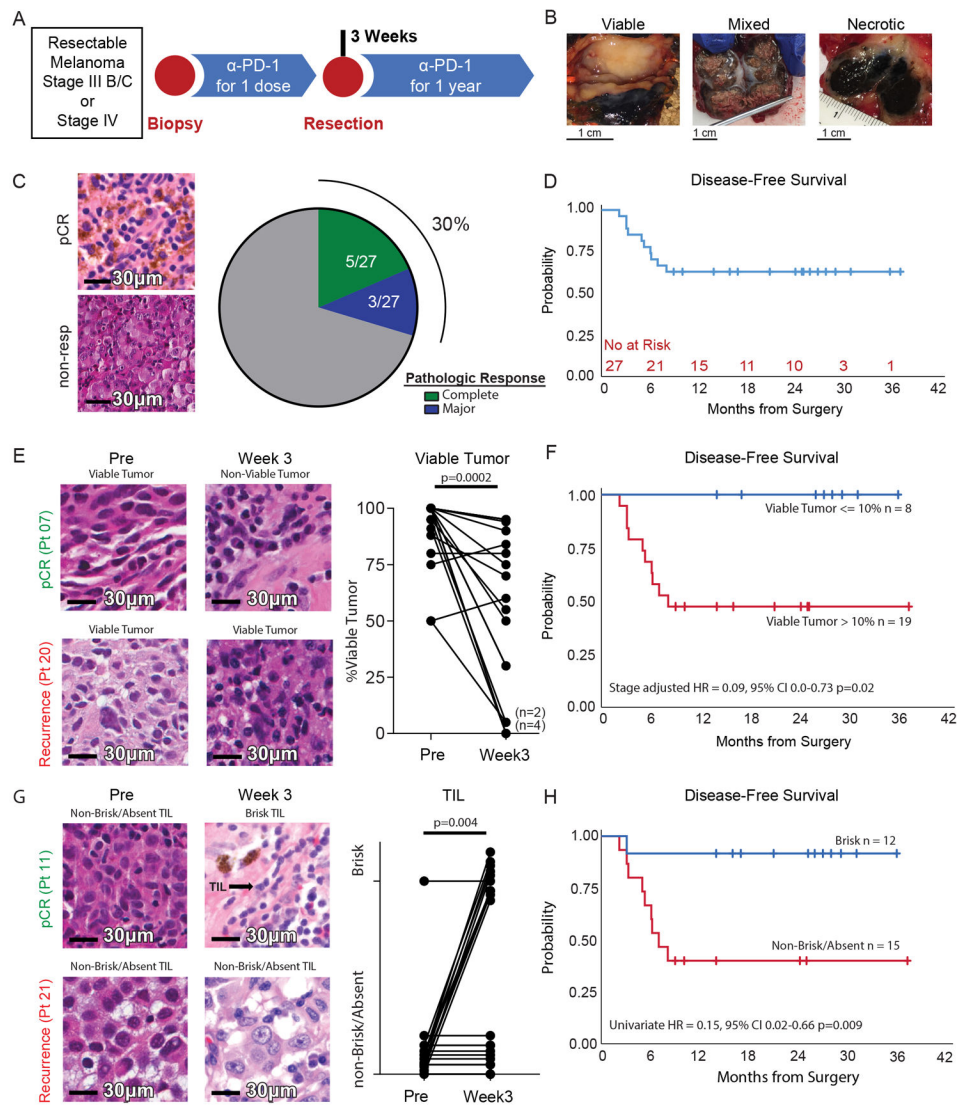 A
Resectable
Melanoma
Stage III B/C
or
Stage IV
Biopsy
α-PD-1
for 1 dose
3 Weeks
Resection
α-PD-1
for 1 year
B
Viable
Mixed
Necrotic
1
1 cm
1 cm
1 cm
C
pCR
30μm
non-resp
30μm
5/27
3/27
30%
Pathologic Response
Complete
Major
D
Disease-Free Survival
Probability
1.00
0.75
0.50
0.25
0.00
No at Risk
27 21 15 11 10 3 1
0 6 12 18 24 30 36 42
Months from Surgery
E
Pre
Week 3
Viable Tumor
Non-Viable Tumor
pCR (Pt 07)
30μm
30μm
Viable Tumor
Viable Tumor
Recurrence (Pt 20)
30μm
30μm
Viable Tumor
p=0.0002
%Viable Tumor
100
75
50
25
0
(n=2)
(n=4)
Pre
Week3
F
Disease-Free Survival
Probability
1.00
0.75
0.50
0.25
0.00
Viable Tumor <= 10% n = 8
Viable Tumor > 10% n = 19
Stage adjusted HR = 0.09, 95% CI 0.0-0.73 p=0.02
0 6 12 18 24 30 36 42
Months from Surgery
G
Pre
Week 3
Non-Brisk/Absent TIL
Brisk TIL
pCR (Pt 11)
30μm
TIL
30μm
Non-Brisk/Absent TIL
Non-Brisk/Absent TIL
Recurrence (Pt 21)
30μm
30μm
TIL
p=0.004
Brisk
non-Brisk/Absent
Pre
Week3
H
Disease-Free Survival
Probability
1.00
0.75
0.50
0.25
0.00
Brisk n = 12
Non-Brisk/Absent n = 15
Univariate HR = 0.15, 95% CI 0.02-0.66 p=0.009
0 6 12 18 24 30 36 42
Months from Surgery